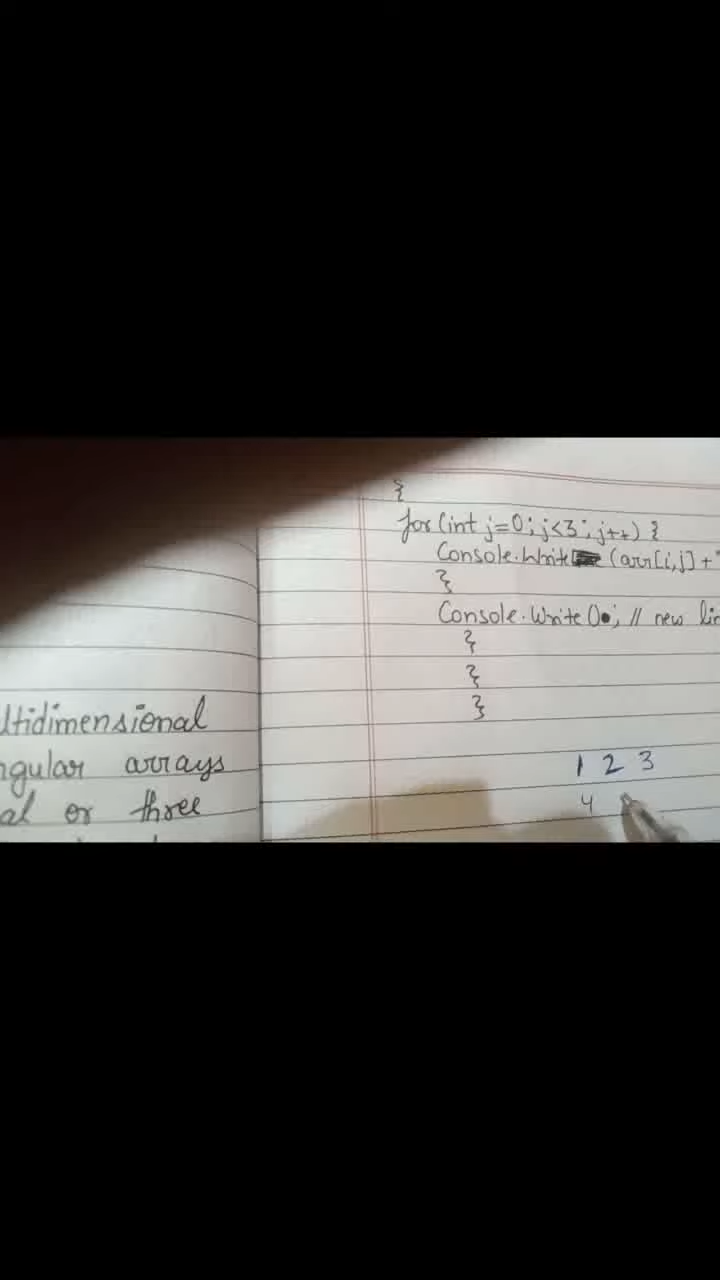 ltidimensional
ngular arrays
al or three
{
for (int j=0; j<3; j++) {
Console.Write (arr[i,j] + "
}
Console.Write (); // new lin
}
}
}
1 2 3
4